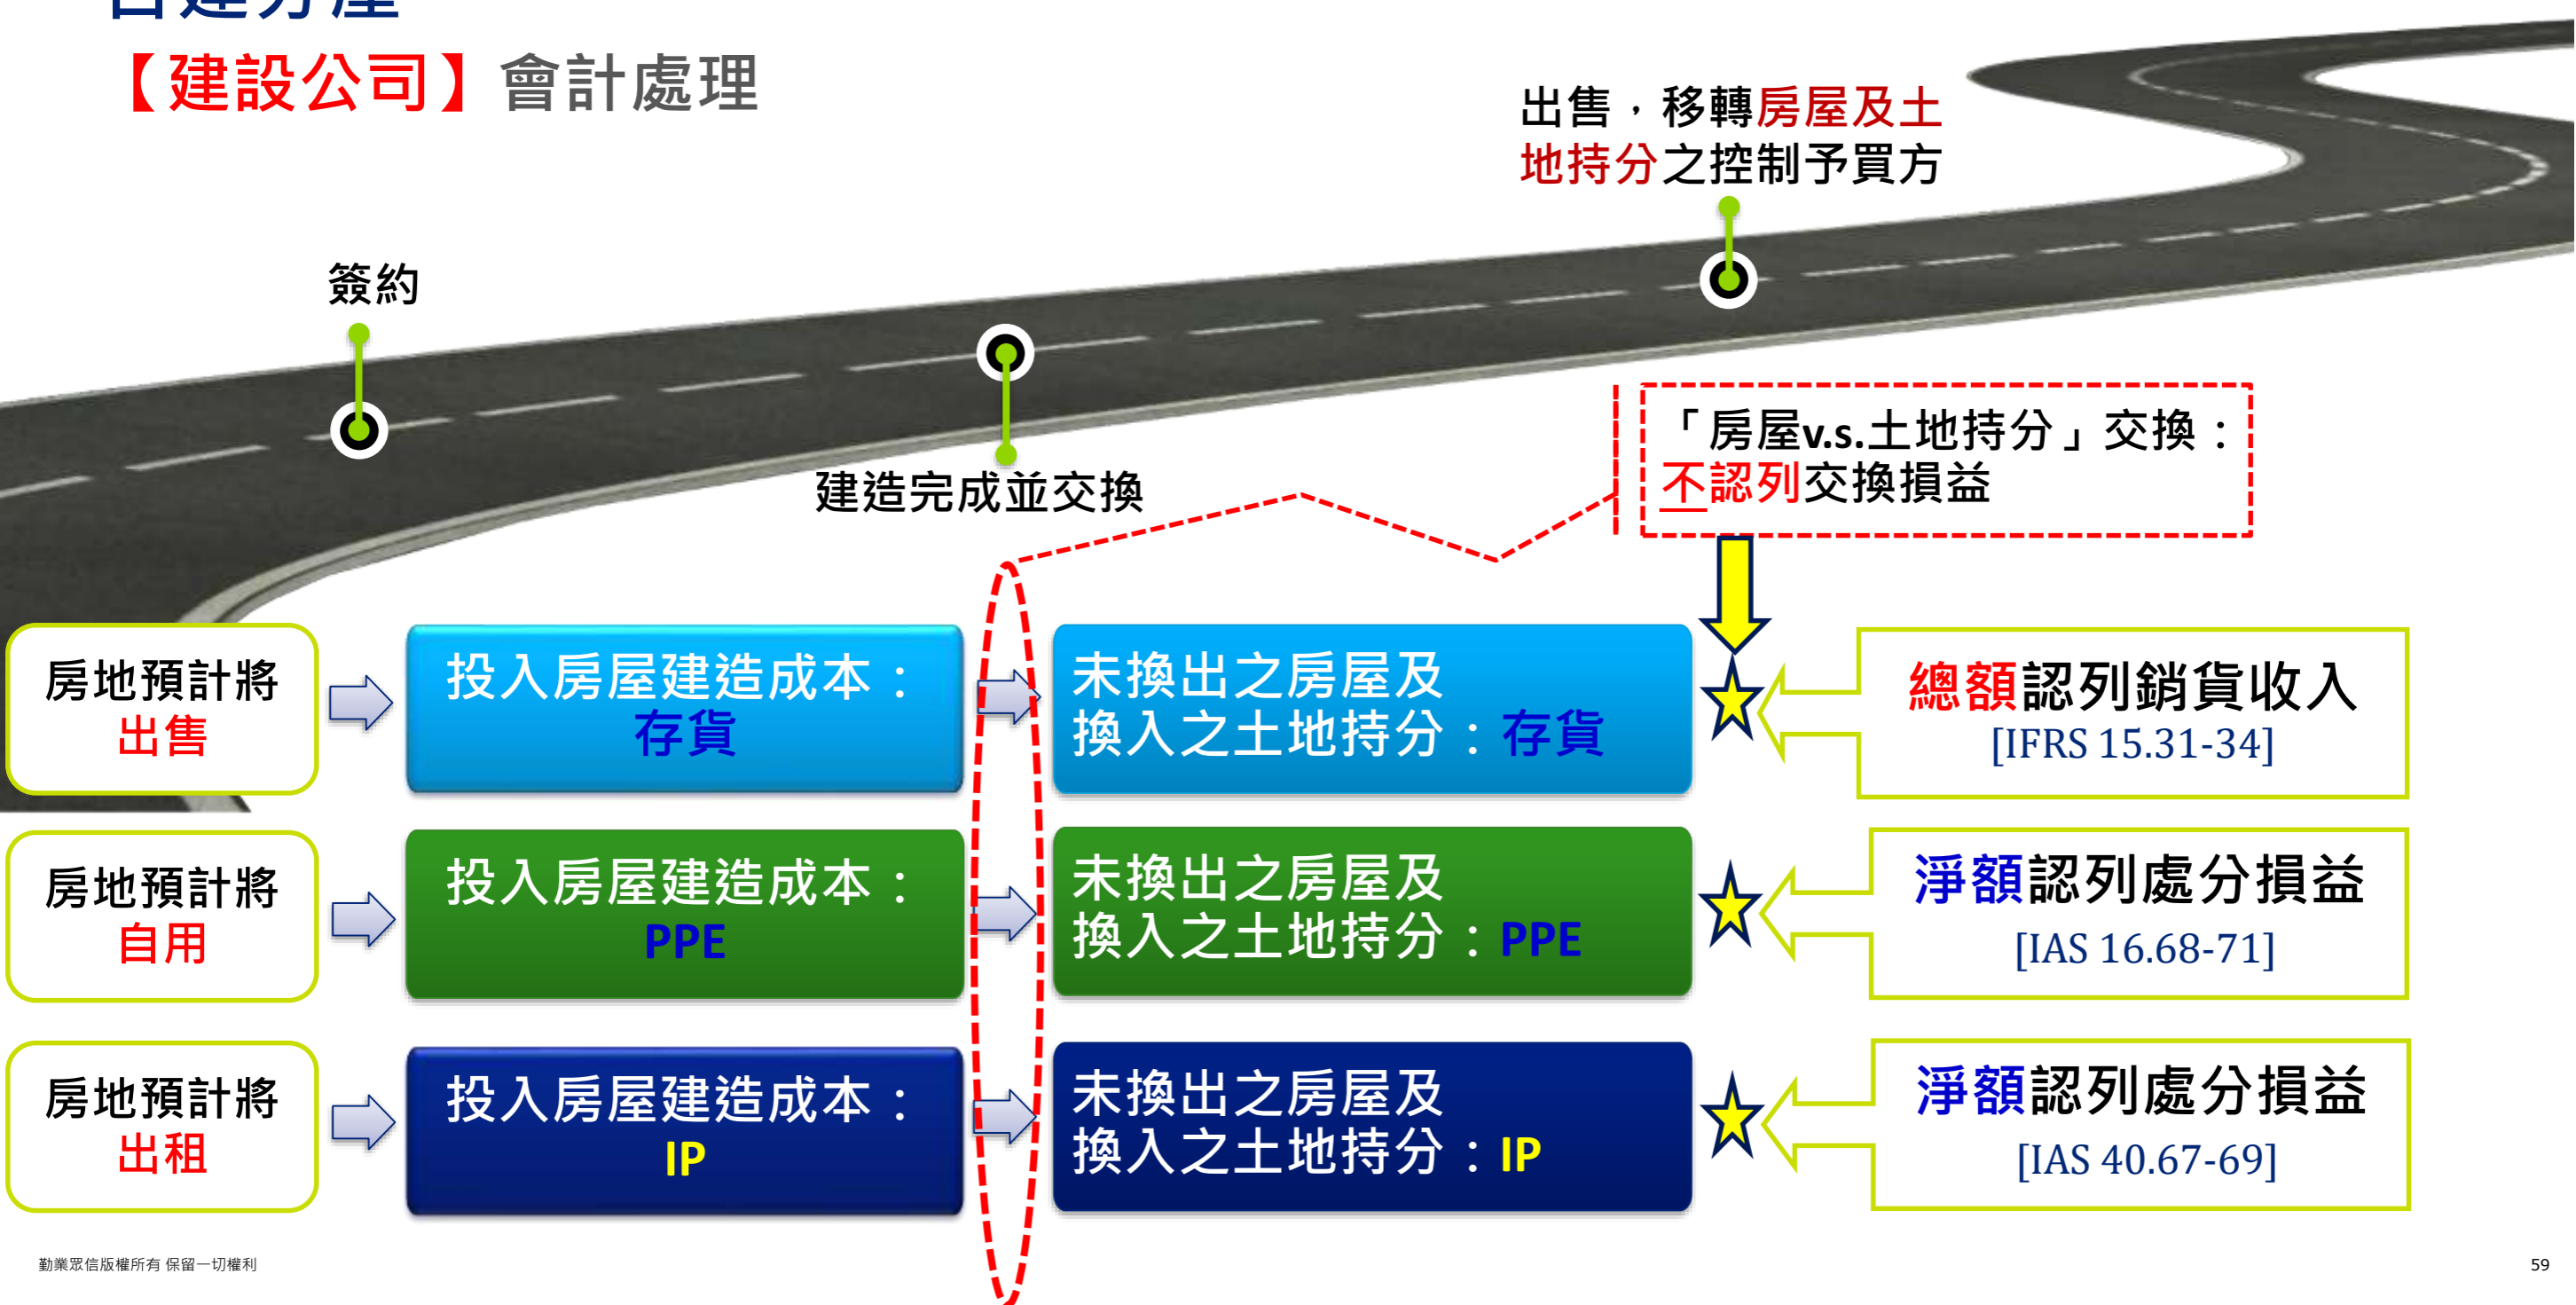 合建分屋
【建設公司】會計處理
出售，移轉房屋及土
地持分之控制予買方
簽約
建造完成並交換
「房屋v.s.土地持分」交換：
不認列交換損益
房地預計將
出售
投入房屋建造成本：
存貨
未換出之房屋及
換入之土地持分：存貨
總額認列銷貨收入
[IFRS 15.31-34]
房地預計將
自用
投入房屋建造成本：
PPE
未換出之房屋及
換入之土地持分：PPE
淨額認列處分損益
[IAS 16.68-71]
房地預計將
出租
投入房屋建造成本：
IP
未換出之房屋及
換入之土地持分：IP
淨額認列處分損益
[IAS 40.67-69]
勤業眾信版權所有 保留一切權利
59